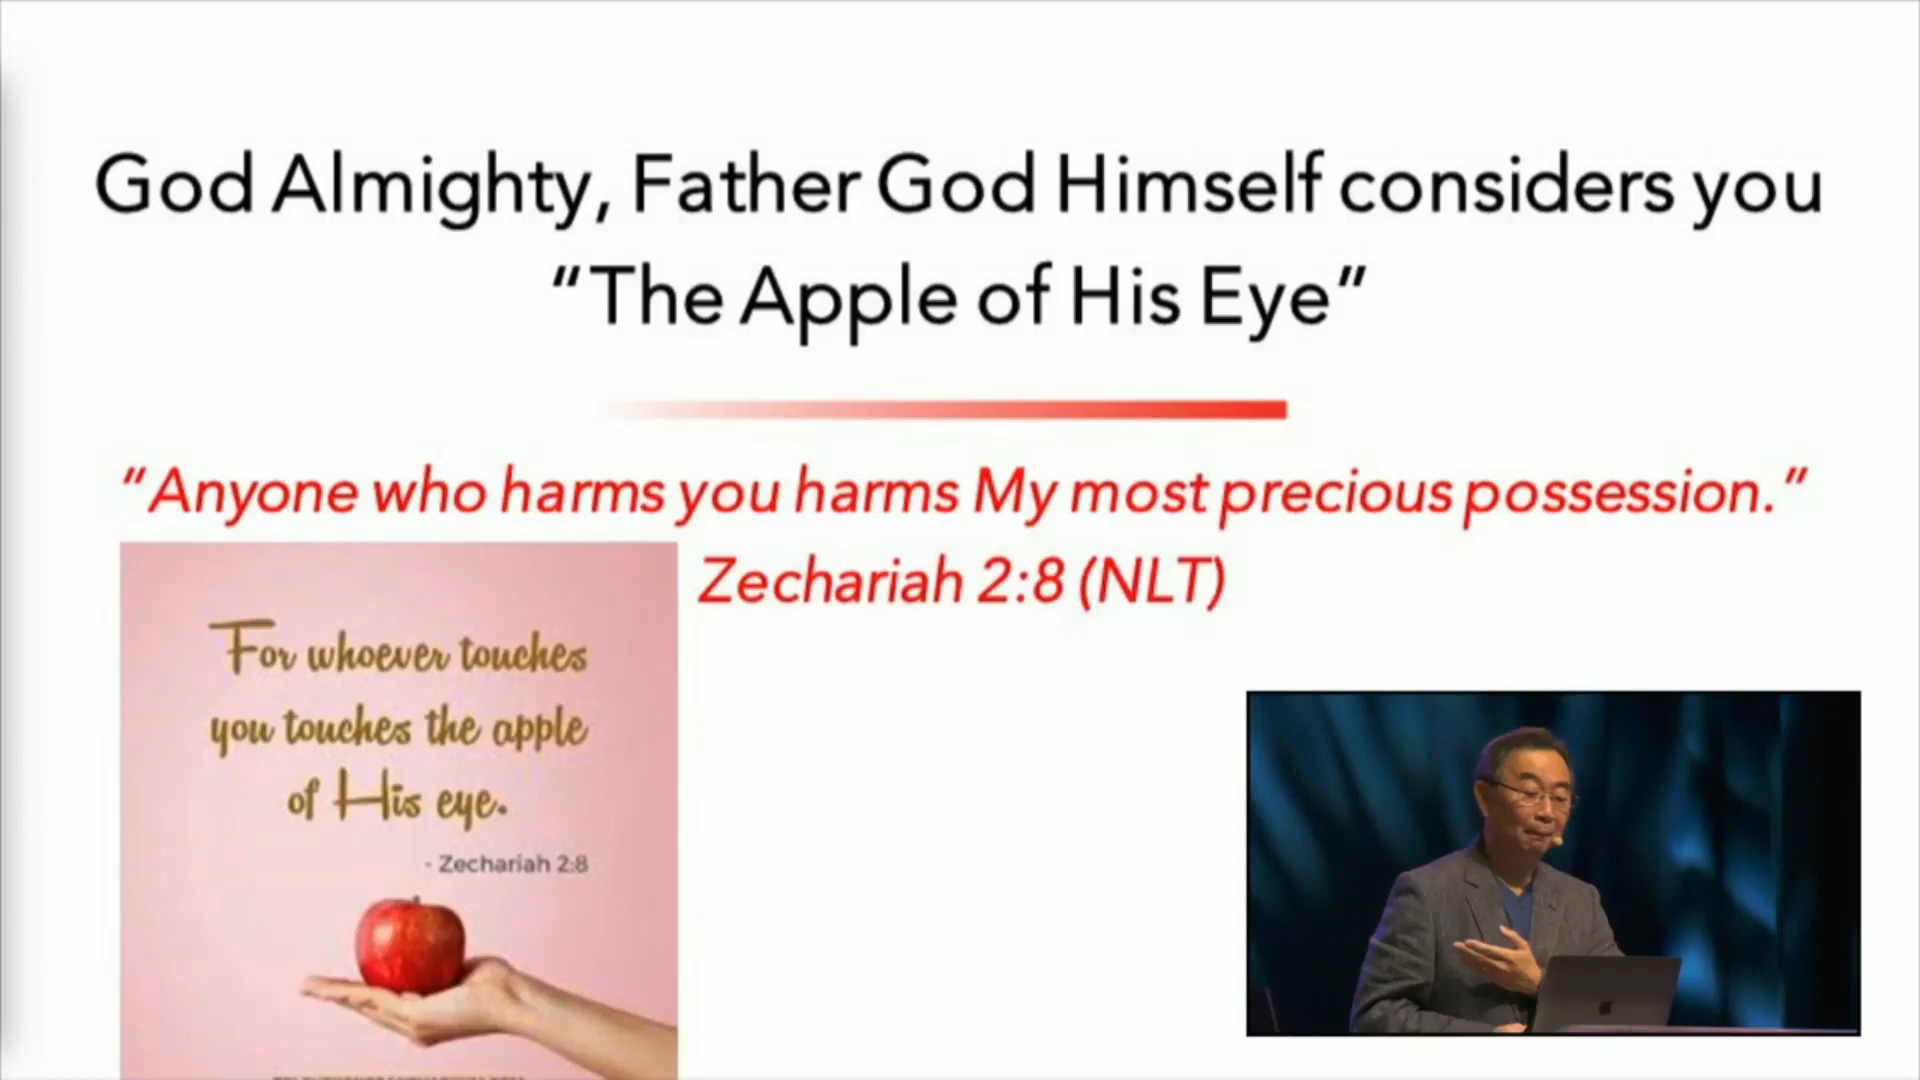 God Almighty, Father God Himself considers you
“The Apple of His Eye”
“Anyone who harms you harms My most precious possession.”
Zechariah 2:8 (NLT)
For whoever touches
you touches the apple
of His eye.
- Zechariah 2:8